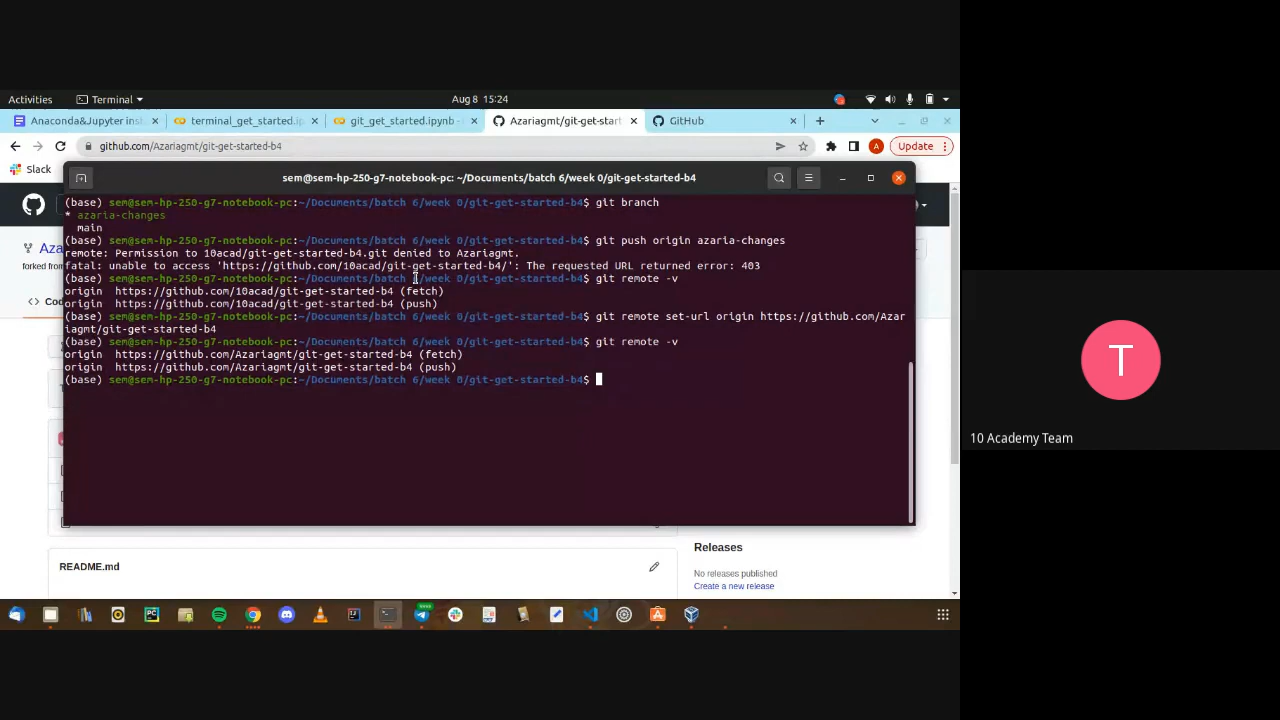 Activities
Terminal
Aug 8 15:24
Anaconda&Jupyter ins
terminal_get_started.i
git_get_started.ipynb -
Azariagmt/git-get-start
GitHub
github.com/Azariagmt/git-get-started-b4
A
Update
Slack
sem@sem-hp-250-g7-notebook-pc: ~/Documents/batch 6/week 0/git-get-started-b4
(base) sem@sem-hp-250-g7-notebook-pc:~/Documents/batch 6/week 0/git-get-started-b4$ git branch
* azaria-changes
main
(base) sem@sem-hp-250-g7-notebook-pc:~/Documents/batch 6/week 0/git-get-started-b4$ git push origin azaria-changes
remote: Permission to 10acad/git-get-started-b4.git denied to Azariagmt.
fatal: unable to access 'https://github.com/10acad/git-get-started-b4/': The requested URL returned error: 403
(base) sem@sem-hp-250-g7-notebook-pc:~/Documents/batch 6/week 0/git-get-started-b4$ git remote -v
origin https://github.com/10acad/git-get-started-b4 (fetch)
origin https://github.com/10acad/git-get-started-b4 (push)
(base) sem@sem-hp-250-g7-notebook-pc:~/Documents/batch 6/week 0/git-get-started-b4$ git remote set-url origin https://github.com/Azar
iagmt/git-get-started-b4
(base) sem@sem-hp-250-g7-notebook-pc:~/Documents/batch 6/week 0/git-get-started-b4$ git remote -v
origin https://github.com/Azariagmt/git-get-started-b4 (fetch)
origin https://github.com/Azariagmt/git-get-started-b4 (push)
(base) sem@sem-hp-250-g7-notebook-pc:~/Documents/batch 6/week 0/git-get-started-b4$
Aza
forked from
<> Cod
README.md
Releases
No releases published
Create a new release
T
10 Academy Team